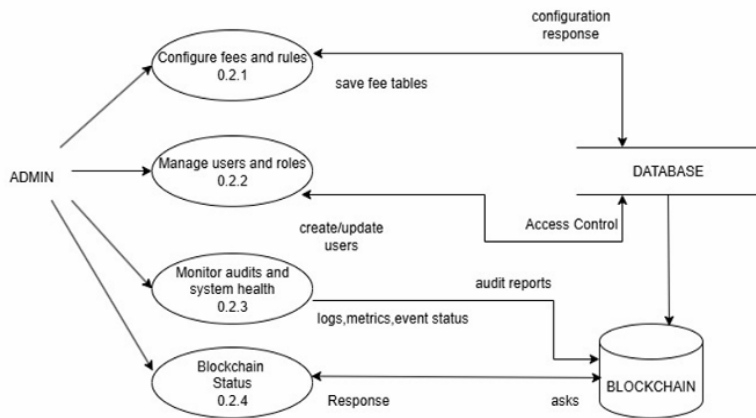 configuration
response
Configure fees and rules
0.2.1
save fee tables
Manage users and roles
0.2.2
ADMIN
DATABASE
create/update
users
Access Control
Monitor audits and
system health
0.2.3
audit reports
logs,metrics,event status
Blockchain
Status
0.2.4
Response
asks
BLOCKCHAIN